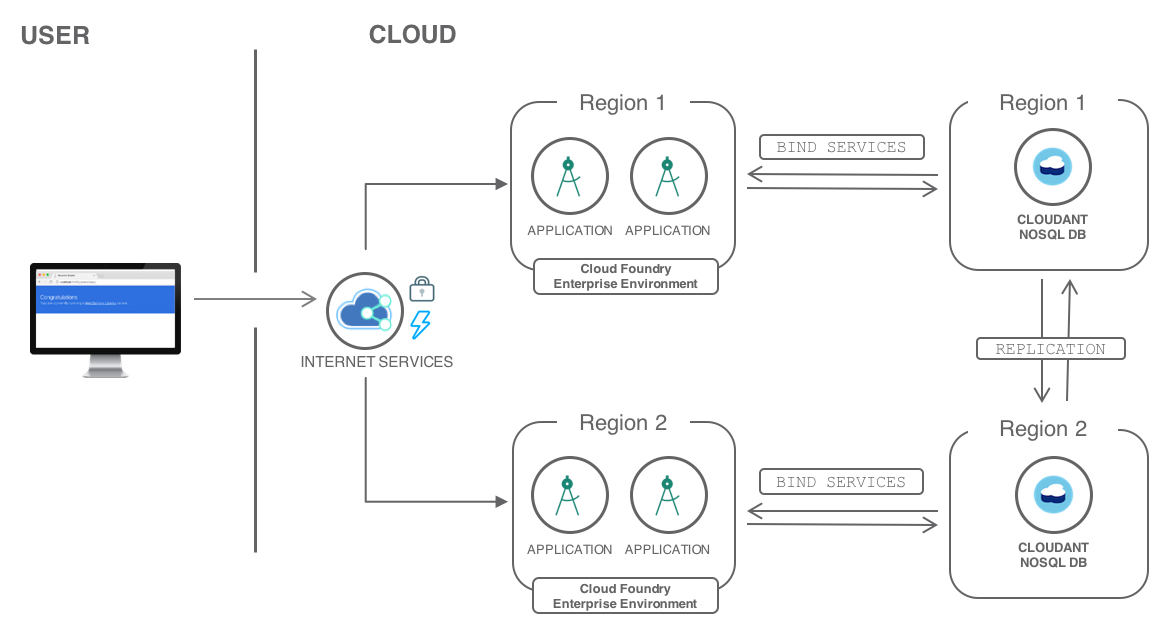 USER
CLOUD
Region 1
APPLICATION
APPLICATION
Cloud Foundry
Enterprise Environment
BIND SERVICES
Region 1
CLOUDANT
NOSQL DB
Congratulations
INTERNET SERVICES
REPLICATION
Region 2
APPLICATION
APPLICATION
Cloud Foundry
Enterprise Environment
BIND SERVICES
Region 2
CLOUDANT
NOSQL DB